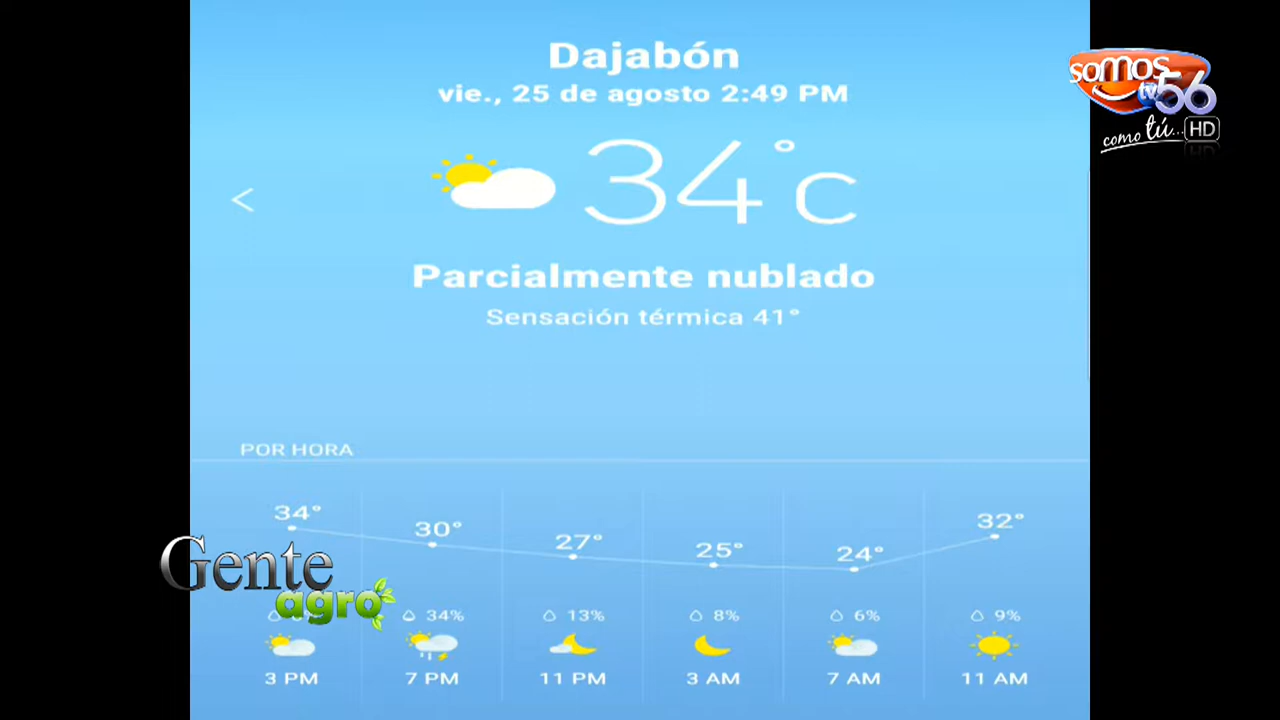 Dajabón
vie., 25 de agosto 2:49 PM
somos
tv 56
como tú... HD
<
34°c
Parcialmente nublado
Sensación térmica 41°
POR HORA
34° 30° 27° 25° 24° 32°
Gente
agro
34% 13% 8% 6% 9%
3 PM 7 PM 11 PM 3 AM 7 AM 11 AM